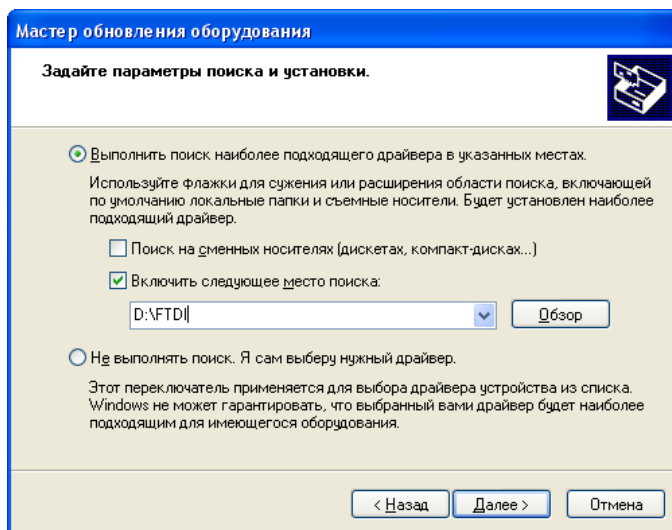 Мастер обновления оборудования
Задайте параметры поиска и установки.
Выполнить поиск наиболее подходящего драйвера в указанных местах.
Используйте флажки для сужения или расширения области поиска, включающей
по умолчанию локальные папки и съемные носители. Будет установлен наиболее
подходящий драйвер.
Поиск на сменных носителях (дискетах, компакт-дисках...)
Включить следующее место поиска:
D:\FTDI
Обзор
Не выполнять поиск. Я сам выберу нужный драйвер.
Этот переключатель применяется для выбора драйвера устройства из списка.
Windows не может гарантировать, что выбранный вами драйвер будет наиболее
подходящим для имеющегося оборудования.
< Назад
Далее >
Отмена